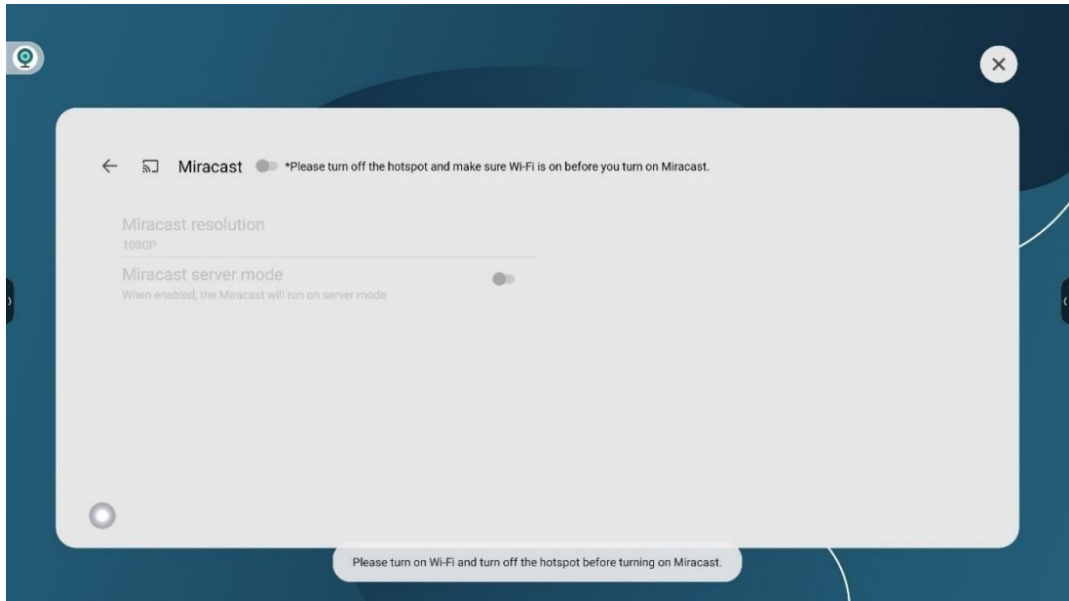 Miracast *Please turn off the hotspot and make sure Wi-Fi is on before you turn on Miracast.
Miracast resolution
1080P
Miracast server mode
When enabled, the Miracast will run on server mode
Please turn on Wi-Fi and turn off the hotspot before turning on Miracast.